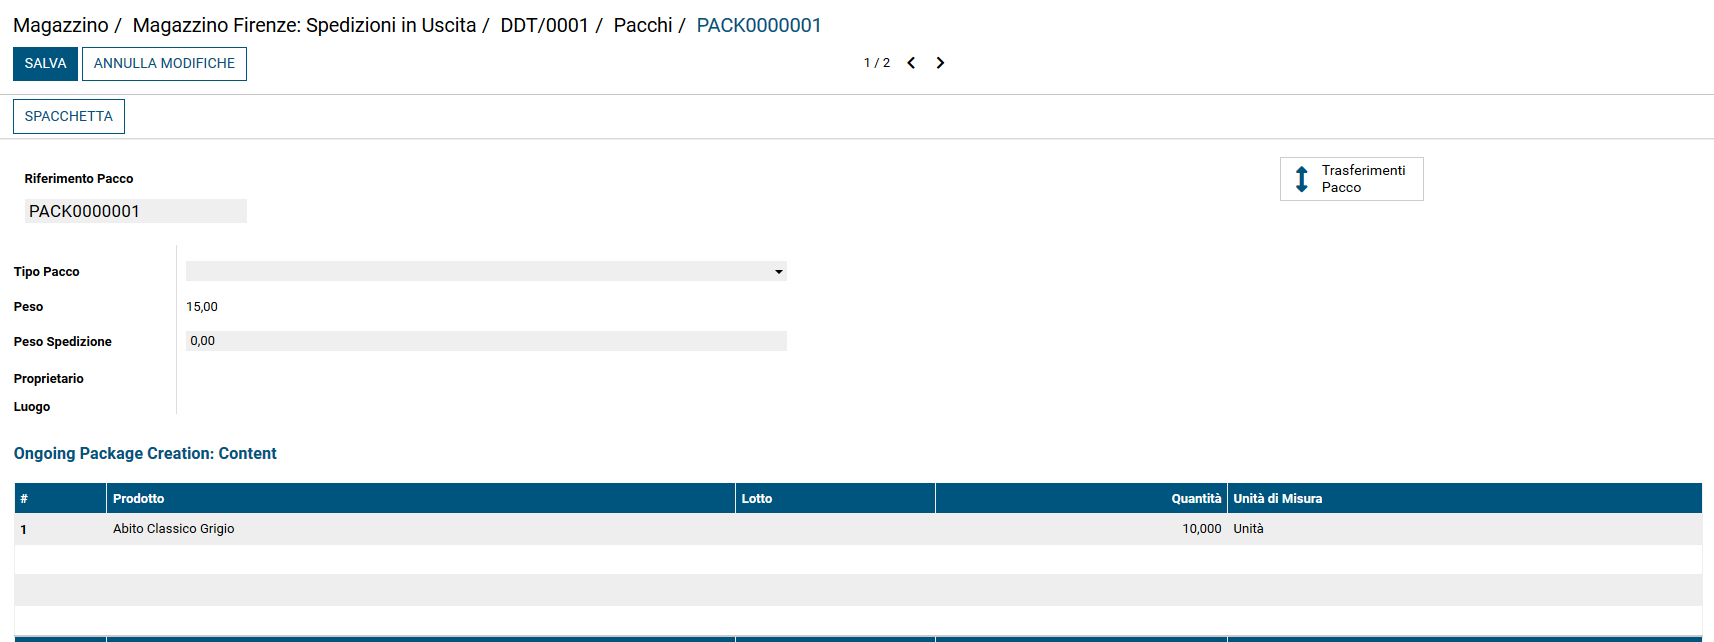 Magazzino / Magazzino Firenze: Spedizioni in Uscita / DDT/0001 / Pacchi / PACK0000001
SALVA ANNULLA MODIFICHE 1 / 2
SPACCHETTA
Riferimento Pacco
Trasferimenti
Pacco
PACK0000001
Tipo Pacco
Peso 15,00
Peso Spedizione 0,00
Proprietario
Luogo
Ongoing Package Creation: Content
# Prodotto Lotto Quantità Unità di Misura
1 Abito Classico Grigio 10,000 Unità